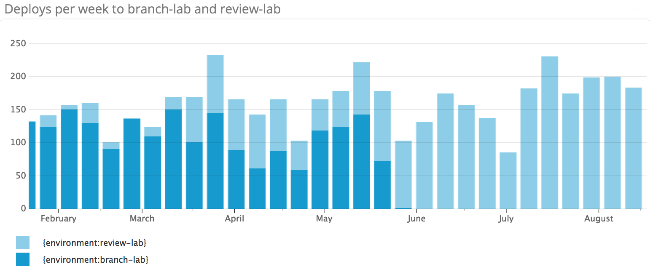 Deploys per week to branch-lab and review-lab
250
200
150
100
50
0
February March April May June July August
{environment:review-lab}
{environment:branch-lab}